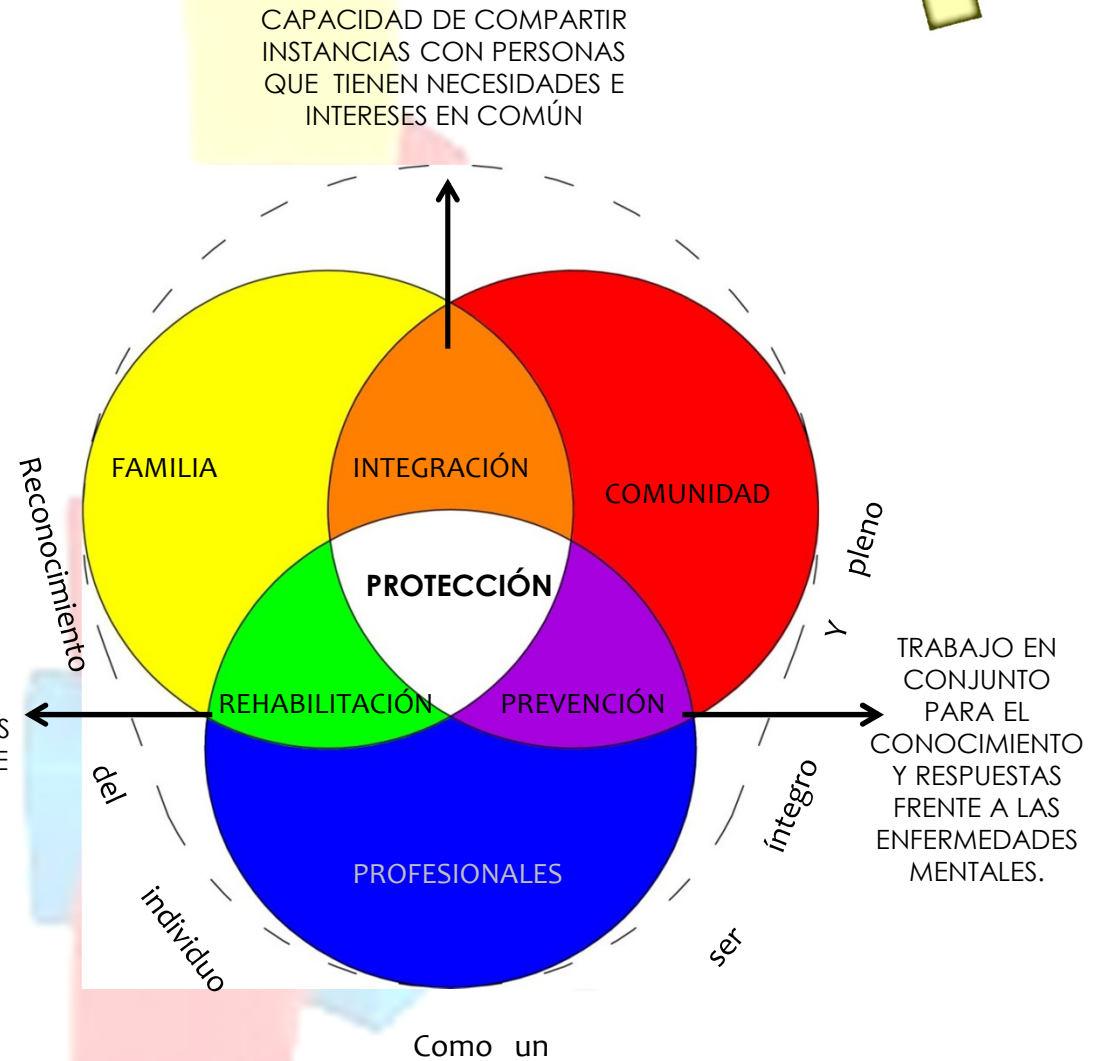 CAPACIDAD DE COMPARTIR
INSTANCIAS CON PERSONAS
QUE TIENEN NECESIDADES E
INTERESES EN COMÚN
FAMILIA
INTEGRACIÓN
COMUNIDAD
PROTECCIÓN
REHABILITACIÓN
PREVENCIÓN
PROFESIONALES
TRABAJO EN
CONJUNTO
PARA EL
CONOCIMIENTO
Y RESPUESTAS
FRENTE A LAS
ENFERMEDADES
MENTALES.
Reconocimiento
del
individuo
Como un
ser
íntegro
Y
pleno